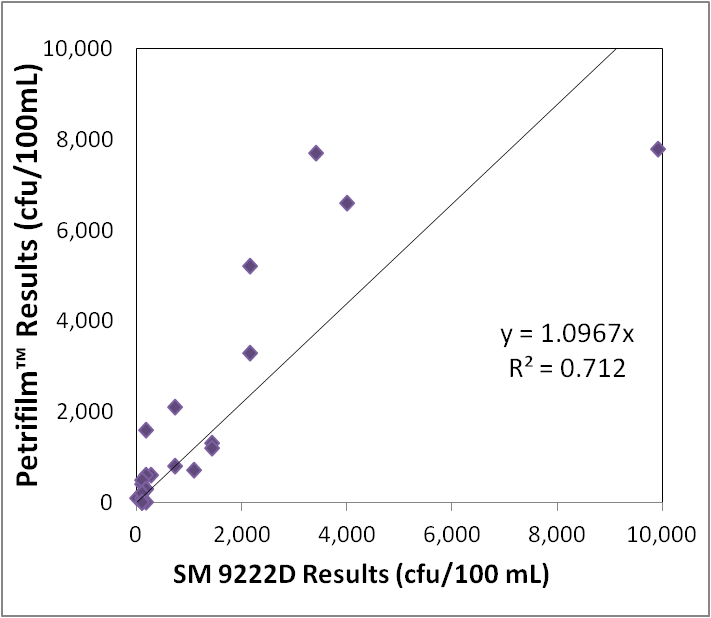 10,000
8,000
6,000
4,000
2,000
0
Petrifilm™ Results (cfu/100mL)
y = 1.0967x
R² = 0.712
0 2,000 4,000 6,000 8,000 10,000
SM 9222D Results (cfu/100 mL)